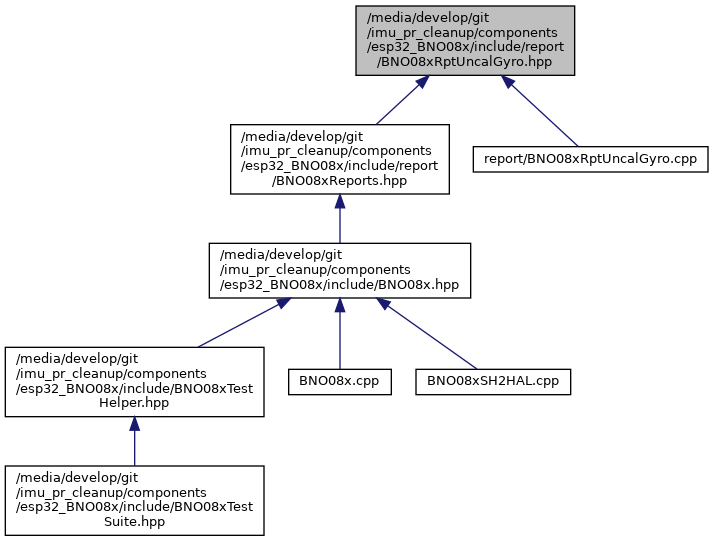 /media/develop/git
/imu_pr_cleanup/components
/esp32_BNO08x/include/report
/BNO08xRptUncalGyro.hpp
/media/develop/git
/imu_pr_cleanup/components
/esp32_BNO08x/include/report
/BNO08xReports.hpp
report/BNO08xRptUncalGyro.cpp
/media/develop/git
/imu_pr_cleanup/components
/esp32_BNO08x/include/BNO08x.hpp
/media/develop/git
/imu_pr_cleanup/components
/esp32_BNO08x/include/BNO08xTest
Helper.hpp
BNO08x.cpp
BNO08xSH2HAL.cpp
/media/develop/git
/imu_pr_cleanup/components
/esp32_BNO08x/include/BNO08xTest
Suite.hpp